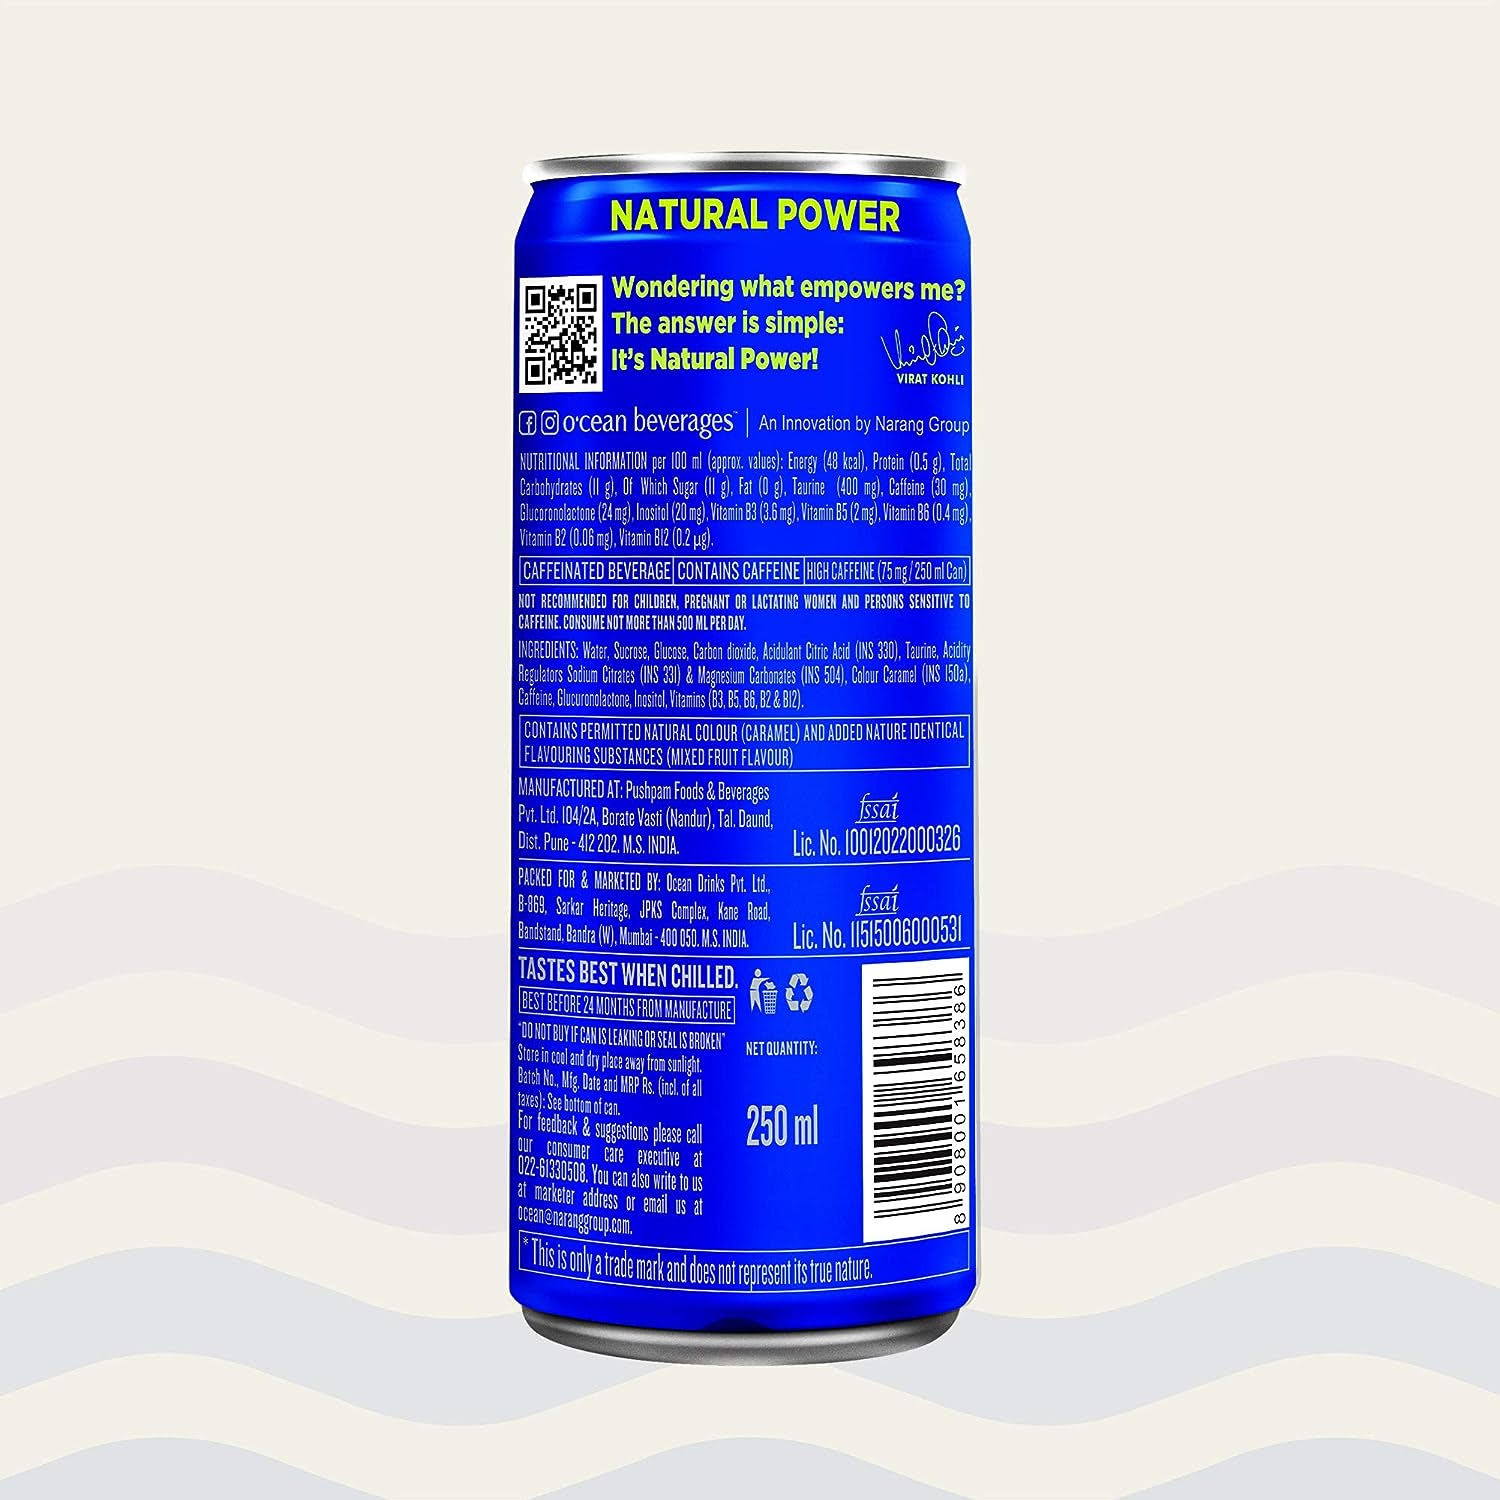 NATURAL POWER
Wondering what empowers me?
The answer is simple:
It's Natural Power!
VIRAT KOHLI
o'cean beverages™ | An Innovation by Narang Group
NUTRITIONAL INFORMATION per 100 ml (approx. values): Energy (48 kcal), Protein (0.5 g), Total
Carbohydrates (11 g), Of Which Sugar (11 g), Fat (0 g), Taurine (400 mg), Caffeine (30 mg),
Glucoronolactone (24 mg), Inositol (20 mg), Vitamin B3 (3.6 mg), Vitamin B5 (2 mg), Vitamin B6 (0.4 mg),
Vitamin B2 (0.06 mg), Vitamin B12 (0.2 µg).
CAFFEINATED BEVERAGE CONTAINS CAFFEINE HIGH CAFFEINE (75 mg / 250 ml Can)
NOT RECOMMENDED FOR CHILDREN, PREGNANT OR LACTATING WOMEN AND PERSONS SENSITIVE TO
CAFFEINE. CONSUME NOT MORE THAN 500 ML PER DAY.
INGREDIENTS: Water, Sucrose, Glucose, Carbon dioxide, Acidulant Citric Acid (INS 330), Taurine, Acidity
Regulators Sodium Citrates (INS 331) & Magnesium Carbonates (INS 504), Colour Caramel (INS 150a),
Caffeine, Glucuronolactone, Inositol, Vitamins (B3, B5, B6, B2 & B12).
CONTAINS PERMITTED NATURAL COLOUR (CARAMEL) AND ADDED NATURE IDENTICAL
FLAVOURING SUBSTANCES (MIXED FRUIT FLAVOUR)
MANUFACTURED AT: Pushpam Foods & Beverages
Pvt. Ltd. 104/2A, Borate Vasti (Nandur), Tal. Daund,
Dist. Pune - 412 202, M.S. INDIA.
fssai
Lic. No. 10012022000326
PACKED FOR & MARKETED BY: Ocean Drinks Pvt. Ltd.,
B-869, Sarkar Heritage, JPKS Complex, Kane Road,
Bandstand, Bandra (W), Mumbai - 400 050. M.S. INDIA.
fssai
Lic. No. 11515006000531
TASTES BEST WHEN CHILLED.
BEST BEFORE 24 MONTHS FROM MANUFACTURE
"DO NOT BUY IF CAN IS LEAKING OR SEAL IS BROKEN"
Store in cool and dry place away from sunlight.
Batch No., Mfg. Date and MRP Rs. (incl. of all
taxes): See bottom of can.
For feedback & suggestions please call
our consumer care executive at
022-61330508. You can also write to us
at marketer address or email us at
ocean@naranggroup.com.
NET QUANTITY:
250 ml
8 908001 658386
* This is only a trade mark and does not represent its true nature.